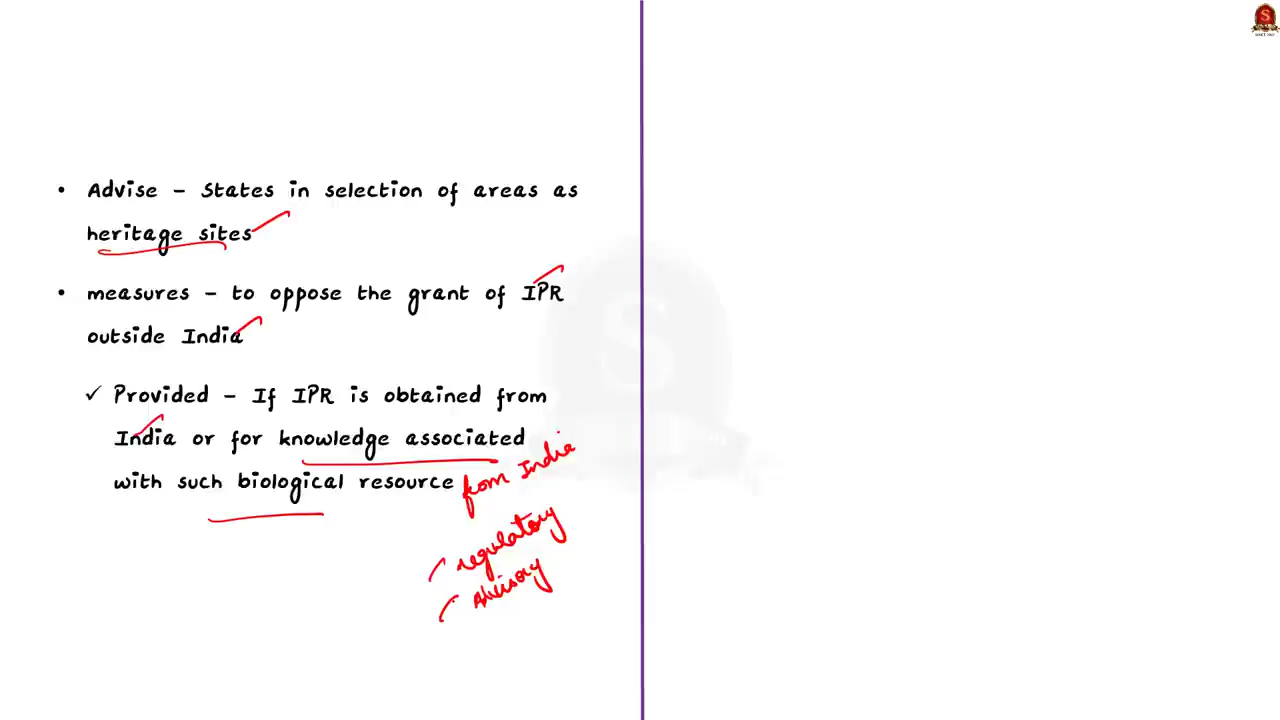 • Advise - States in selection of areas as
heritage sites
• measures - to oppose the grant of IPR
outside India
✓ Provided - If IPR is obtained from
India or for knowledge associated
with such biological resource
from India
regulatory
Advisory